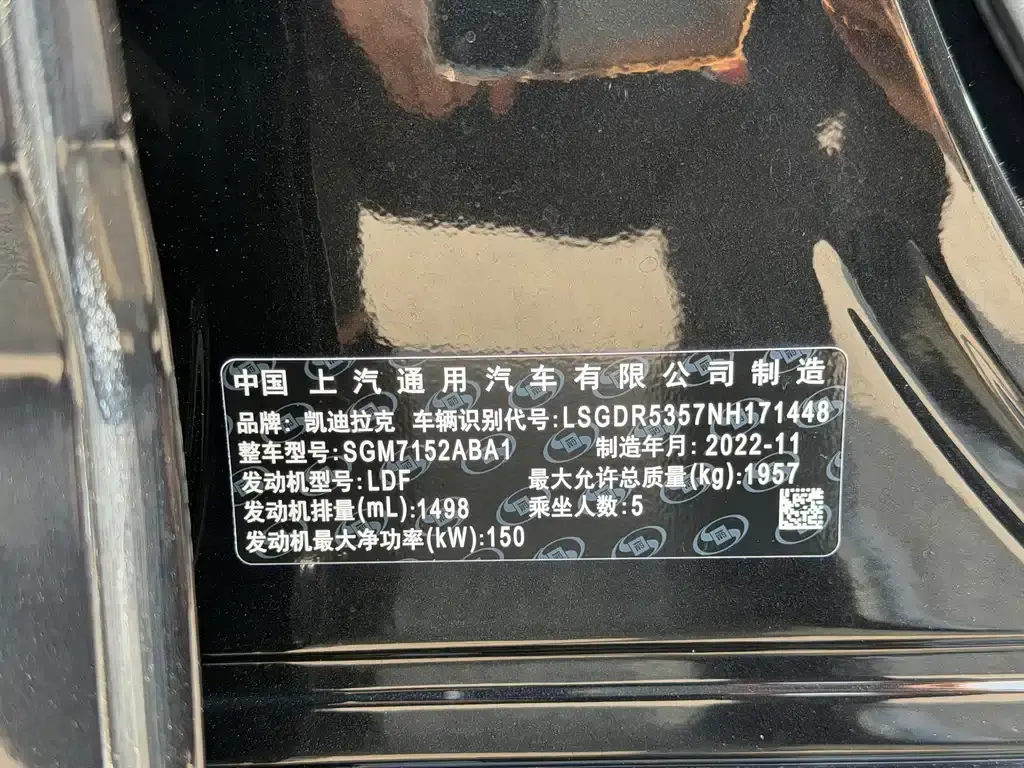 中国 上汽通用汽车有限公司制造
品牌: 凯迪拉克 车辆识别代号:LSGDR5357NH171448
整车型号:SGM7152ABA1 制造年月:2022-11
发动机型号:LDF 最大允许总质量(kg):1957
发动机排量(mL):1498 乘坐人数:5
发动机最大净功率(kW):150